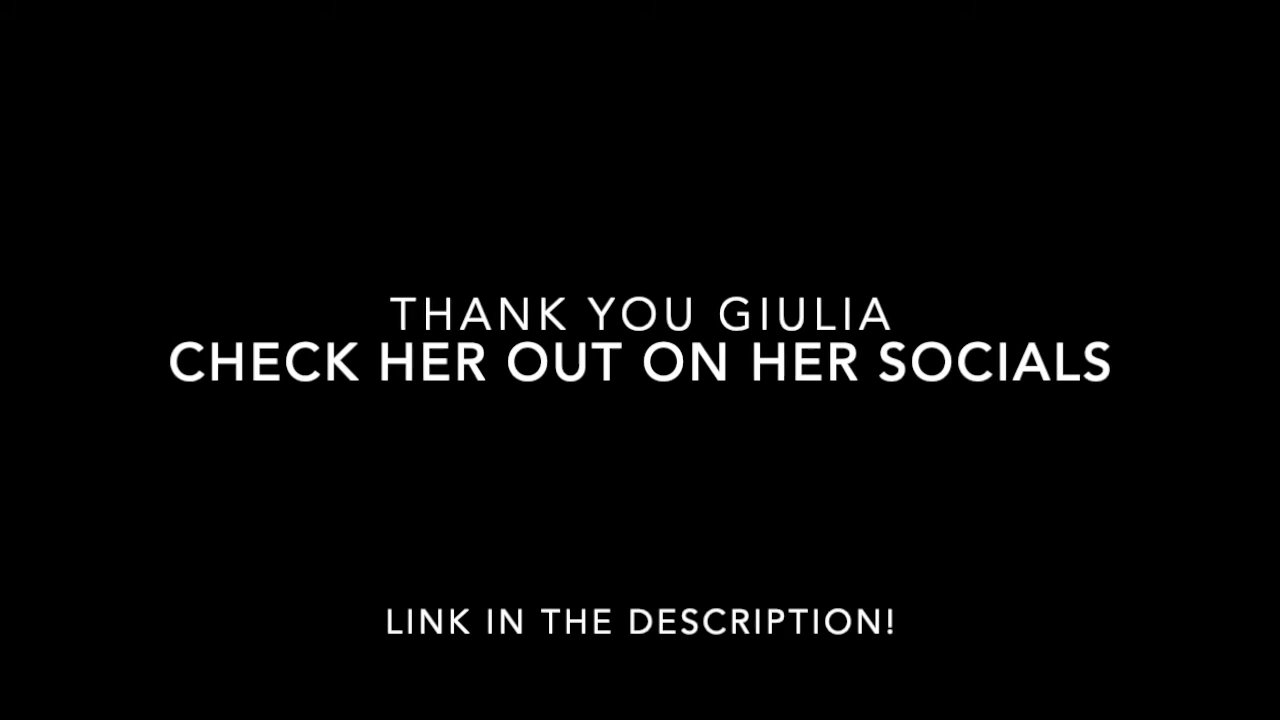 THANK YOU GIULIA
CHECK HER OUT ON HER SOCIALS
LINK IN THE DESCRIPTION!